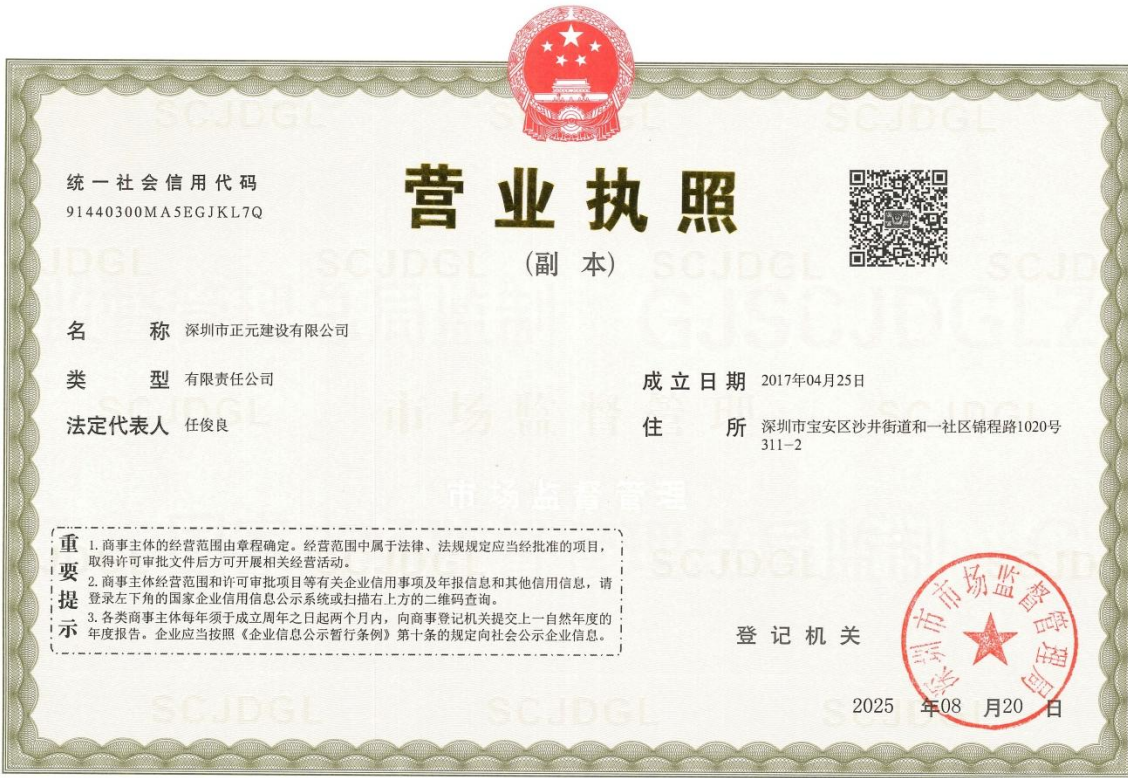 统一社会信用代码
91440300MA5EGJKL7Q
营业执照
(副 本)
名 称 深圳市正元建设有限公司
类 型 有限责任公司
法定代表人 任俊良
成立日期 2017年04月25日
住 所 深圳市宝安区沙井街道和一社区锦程路1020号
311-2
重要提示
1. 商事主体的经营范围由章程确定。经营范围中属于法律、法规规定应当经批准的项目，
取得许可审批文件后方可开展相关经营活动。
2. 商事主体经营范围和许可审批项目等有关企业信用事项及年报信息和其他信用信息，请
登录左下角的国家企业信用信息公示系统或扫描右上方的二维码查询。
3. 各类商事主体每年须于成立周年之日起两个月内，向商事登记机关提交上一自然年度的
年度报告。企业应当按照《企业信息公示暂行条例》第十条的规定向社会公示企业信息。
登记机关
深圳市市场监督管理局
2025 年08 月20 日
SCJDGL
市场监督管理